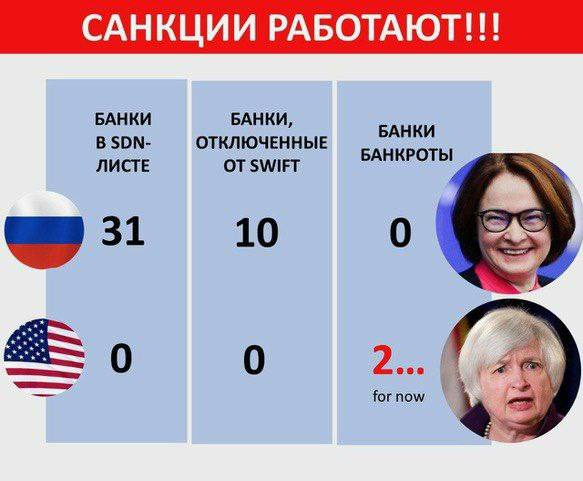 САНКЦИИ РАБОТАЮТ!!!
БАНКИ
В SDN-
ЛИСТЕ
БАНКИ,
ОТКЛЮЧЕННЫЕ
ОТ SWIFT
БАНКИ
БАНКРОТЫ
31 10 0
0 0 2...
for now